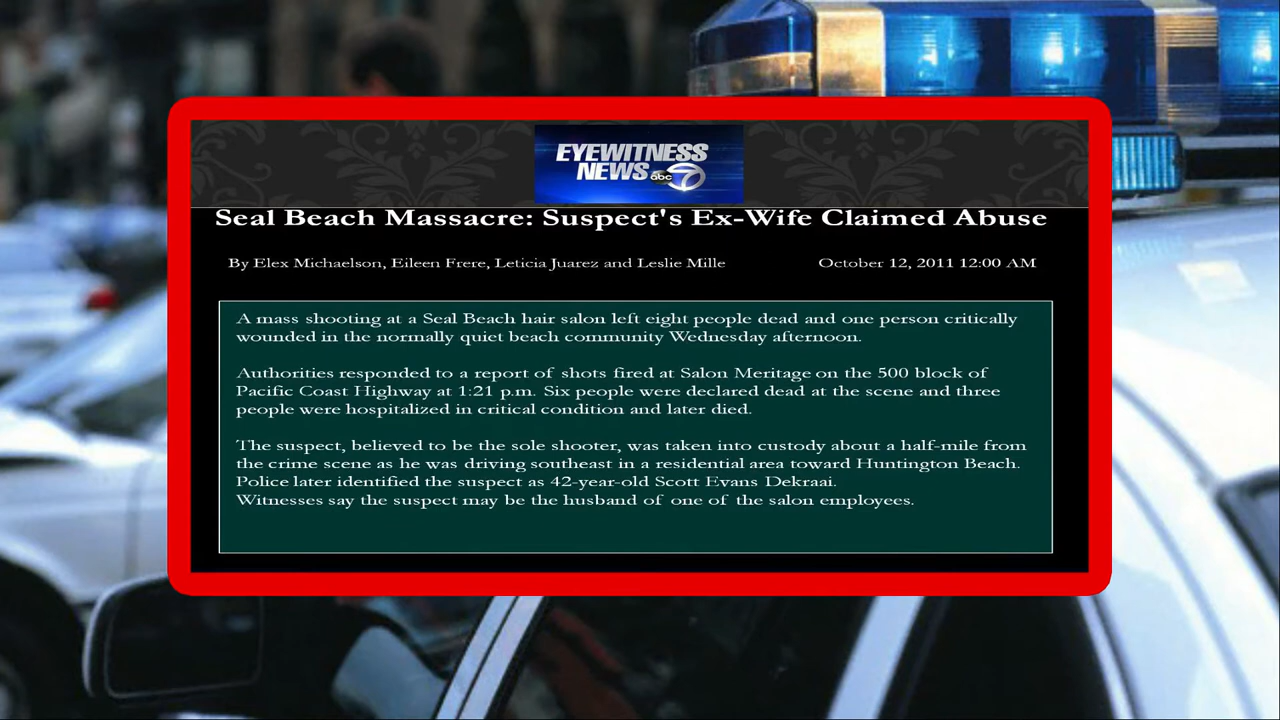 EYEWITNESS
NEWS abc 7
Seal Beach Massacre: Suspect's Ex-Wife Claimed Abuse
By Elex Michaelson, Eileen Frere, Leticia Juarez and Leslie Mille
October 12, 2011 12:00 AM
A mass shooting at a Seal Beach hair salon left eight people dead and one person critically
wounded in the normally quiet beach community Wednesday afternoon.
Authorities responded to a report of shots fired at Salon Meritage on the 500 block of
Pacific Coast Highway at 1:21 p.m. Six people were declared dead at the scene and three
people were hospitalized in critical condition and later died.
The suspect, believed to be the sole shooter, was taken into custody about a half-mile from
the crime scene as he was driving southeast in a residential area toward Huntington Beach.
Police later identified the suspect as 42-year-old Scott Evans Dekraai.
Witnesses say the suspect may be the husband of one of the salon employees.